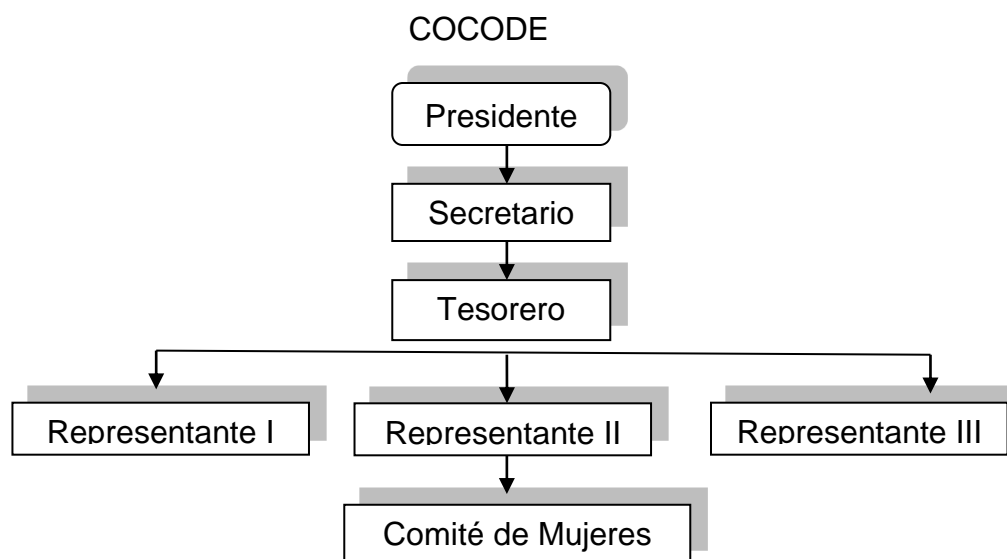 COCODE
Presidente
Secretario
Tesorero
Representante I
Representante II
Representante III
Comité de Mujeres